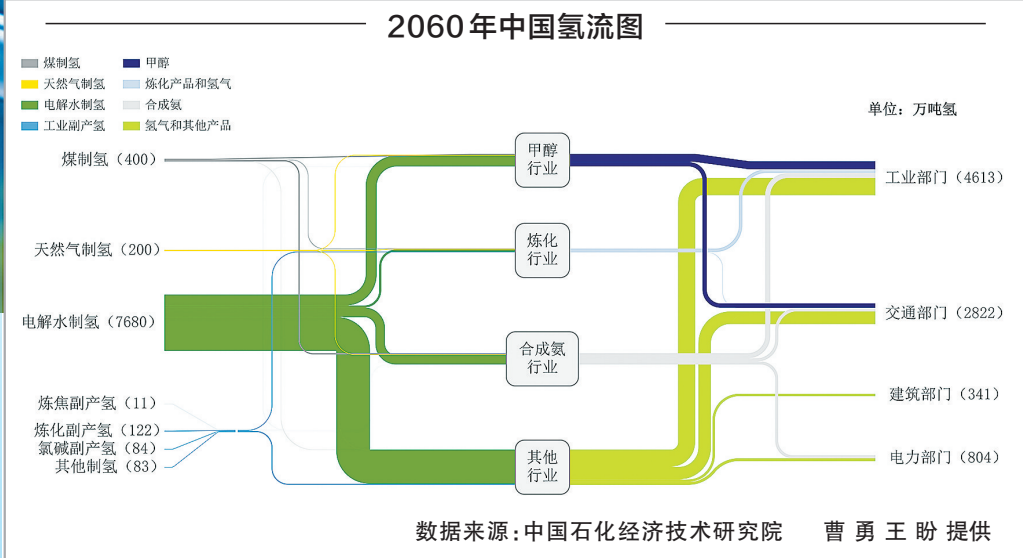 2060年中国氢流图
煤制氢 甲醇
天然气制氢 炼化产品和氢气
电解水制氢 合成氨
工业副产氢 氢气和其他产品
单位：万吨氢
煤制氢（400）
天然气制氢（200）
电解水制氢（7680）
炼焦副产氢（11）
炼化副产氢（122）
氯碱副产氢（84）
其他制氢（83）
甲醇
行业
炼化
行业
合成氨
行业
其他
行业
工业部门（4613）
交通部门（2822）
建筑部门（341）
电力部门（804）
数据来源:中国石化经济技术研究院 曹 勇 王 盼 提供